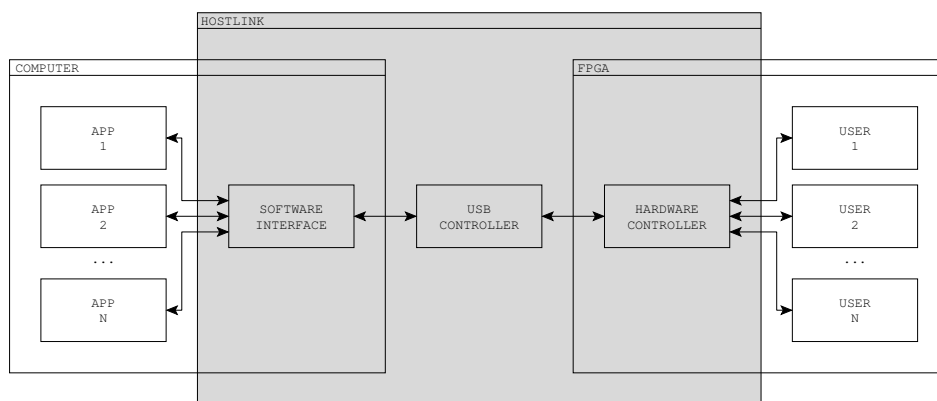 HOSTLINK
COMPUTER
FPGA
APP
1
USER
1
APP
2
SOFTWARE
INTERFACE
USB
CONTROLLER
HARDWARE
CONTROLLER
USER
2
...
...
APP
N
USER
N